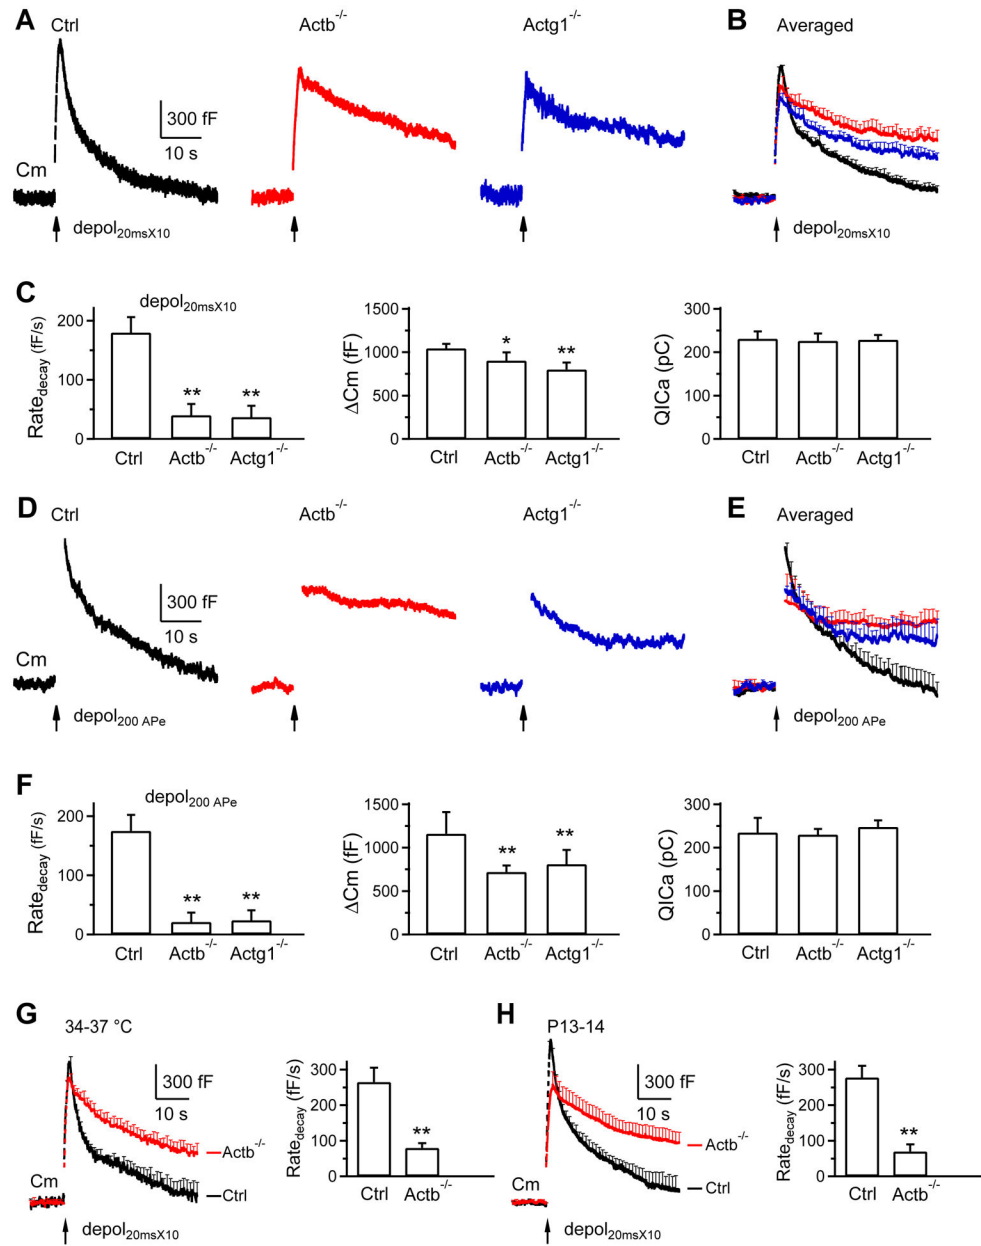 A Ctrl Actb-/- Actg1-/- B Averaged
300 fF
10 s
Cm
depol20msX10 depol20msX10
C depol20msX10
Ratedecay (fF/s) 200 100 0 Ctrl Actb-/- Actg1-/- ** **
ΔCm (fF) 1500 1000 500 0 Ctrl Actb-/- Actg1-/- * **
QICa (pC) 300 200 100 0 Ctrl Actb-/- Actg1-/-
D Ctrl Actb-/- Actg1-/- E Averaged
300 fF
10 s
Cm
depol200 APe depol200 APe
F depol200 APe
Ratedecay (fF/s) 200 100 0 Ctrl Actb-/- Actg1-/- ** **
ΔCm (fF) 1500 1000 500 0 Ctrl Actb-/- Actg1-/- ** **
QICa (pC) 300 200 100 0 Ctrl Actb-/- Actg1-/-
G 34-37 °C
300 fF
10 s
Actb-/-
Ctrl
Cm
depol20msX10
Ratedecay (fF/s) 300 200 100 0 Ctrl Actb-/- **
H P13-14
300 fF
10 s
Actb-/-
Ctrl
Cm
depol20msX10
Ratedecay (fF/s) 300 200 100 0 Ctrl Actb-/- **